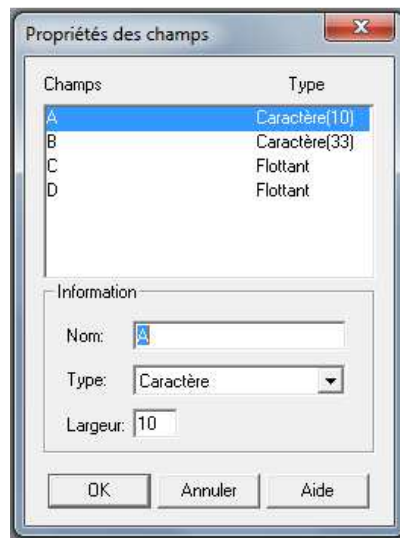 Propriétés des champs
Champs Type
A Caractère(10)
B Caractère(33)
C Flottant
D Flottant
Information
Nom: A
Type: Caractère
Largeur: 10
OK Annuler Aide